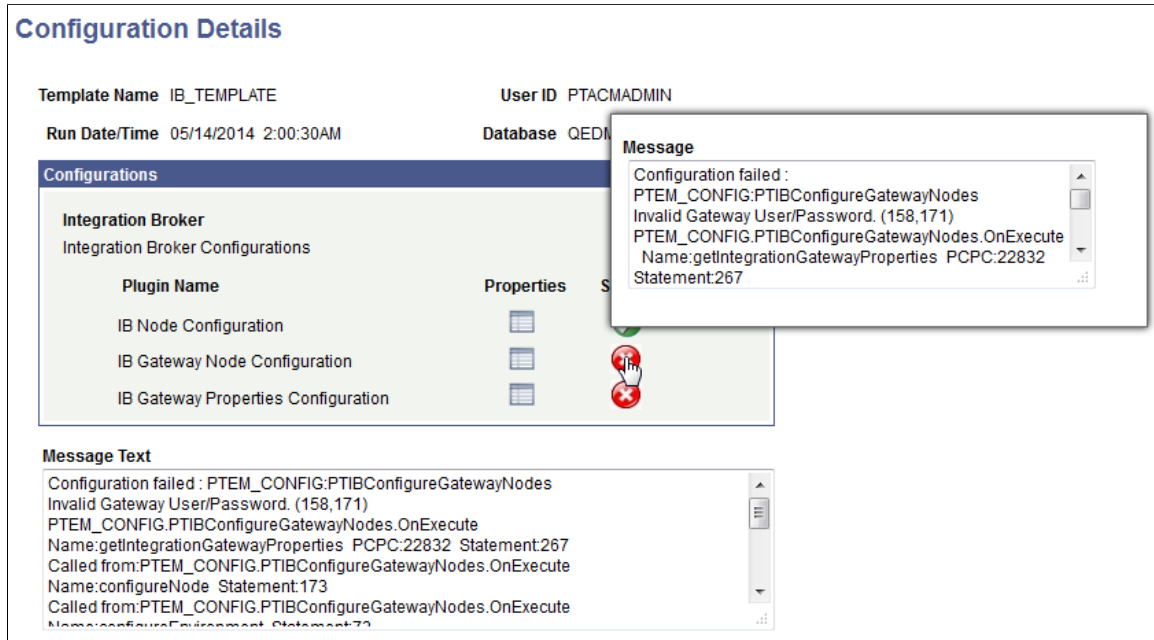 Configuration Details
Template Name IB_TEMPLATE User ID PTACMADMIN
Run Date/Time 05/14/2014 2:00:30AM Database
Message
Configuration failed :
PTEM_CONFIG:PTIBConfigureGatewayNodes
Invalid Gateway User/Password. (158,171)
PTEM_CONFIG.PTIBConfigureGatewayNodes.OnExecute
Name:getIntegrationGatewayProperties PCPC:22832
Statement:267
Configurations
Integration Broker
Integration Broker Configurations
Plugin Name Properties
IB Node Configuration
IB Gateway Node Configuration
IB Gateway Properties Configuration
Message Text
Configuration failed : PTEM_CONFIG:PTIBConfigureGatewayNodes
Invalid Gateway User/Password. (158,171)
PTEM_CONFIG.PTIBConfigureGatewayNodes.OnExecute
Name:getIntegrationGatewayProperties PCPC:22832 Statement:267
Called from:PTEM_CONFIG.PTIBConfigureGatewayNodes.OnExecute
Name:configureNode Statement:173
Called from:PTEM_CONFIG.PTIBConfigureGatewayNodes.OnExecute
Name:configureEnvironment Statement:72